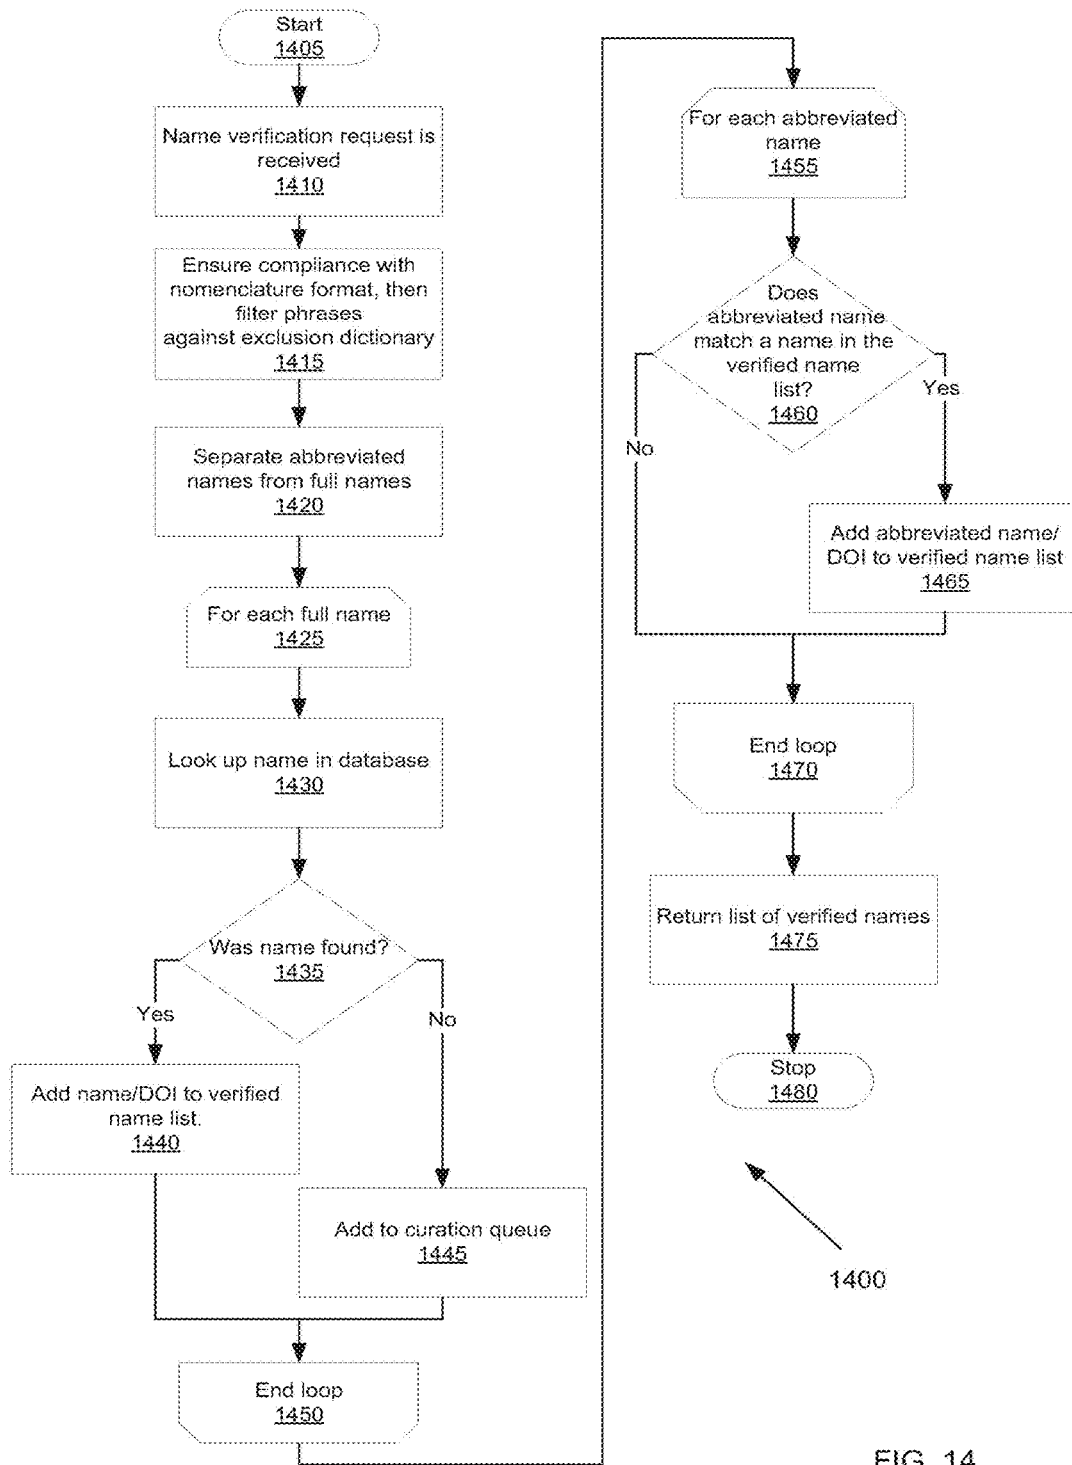 Start
1405
Name verification request is
received
1410
Ensure compliance with
nomenclature format, then
filter phrases
against exclusion dictionary
1415
Separate abbreviated
names from full names
1420
For each full name
1425
Look up name in database
1430
Was name found?
1435
Yes
No
Add name/DOI to verified
name list.
1440
Add to curation queue
1445
End loop
1450
For each abbreviated
name
1455
Does
abbreviated name
match a name in the
verified name
list?
1460
Yes
No
Add abbreviated name/
DOI to verified name list
1465
End loop
1470
Return list of verified names
1475
Stop
1480
1400
FIG. 14